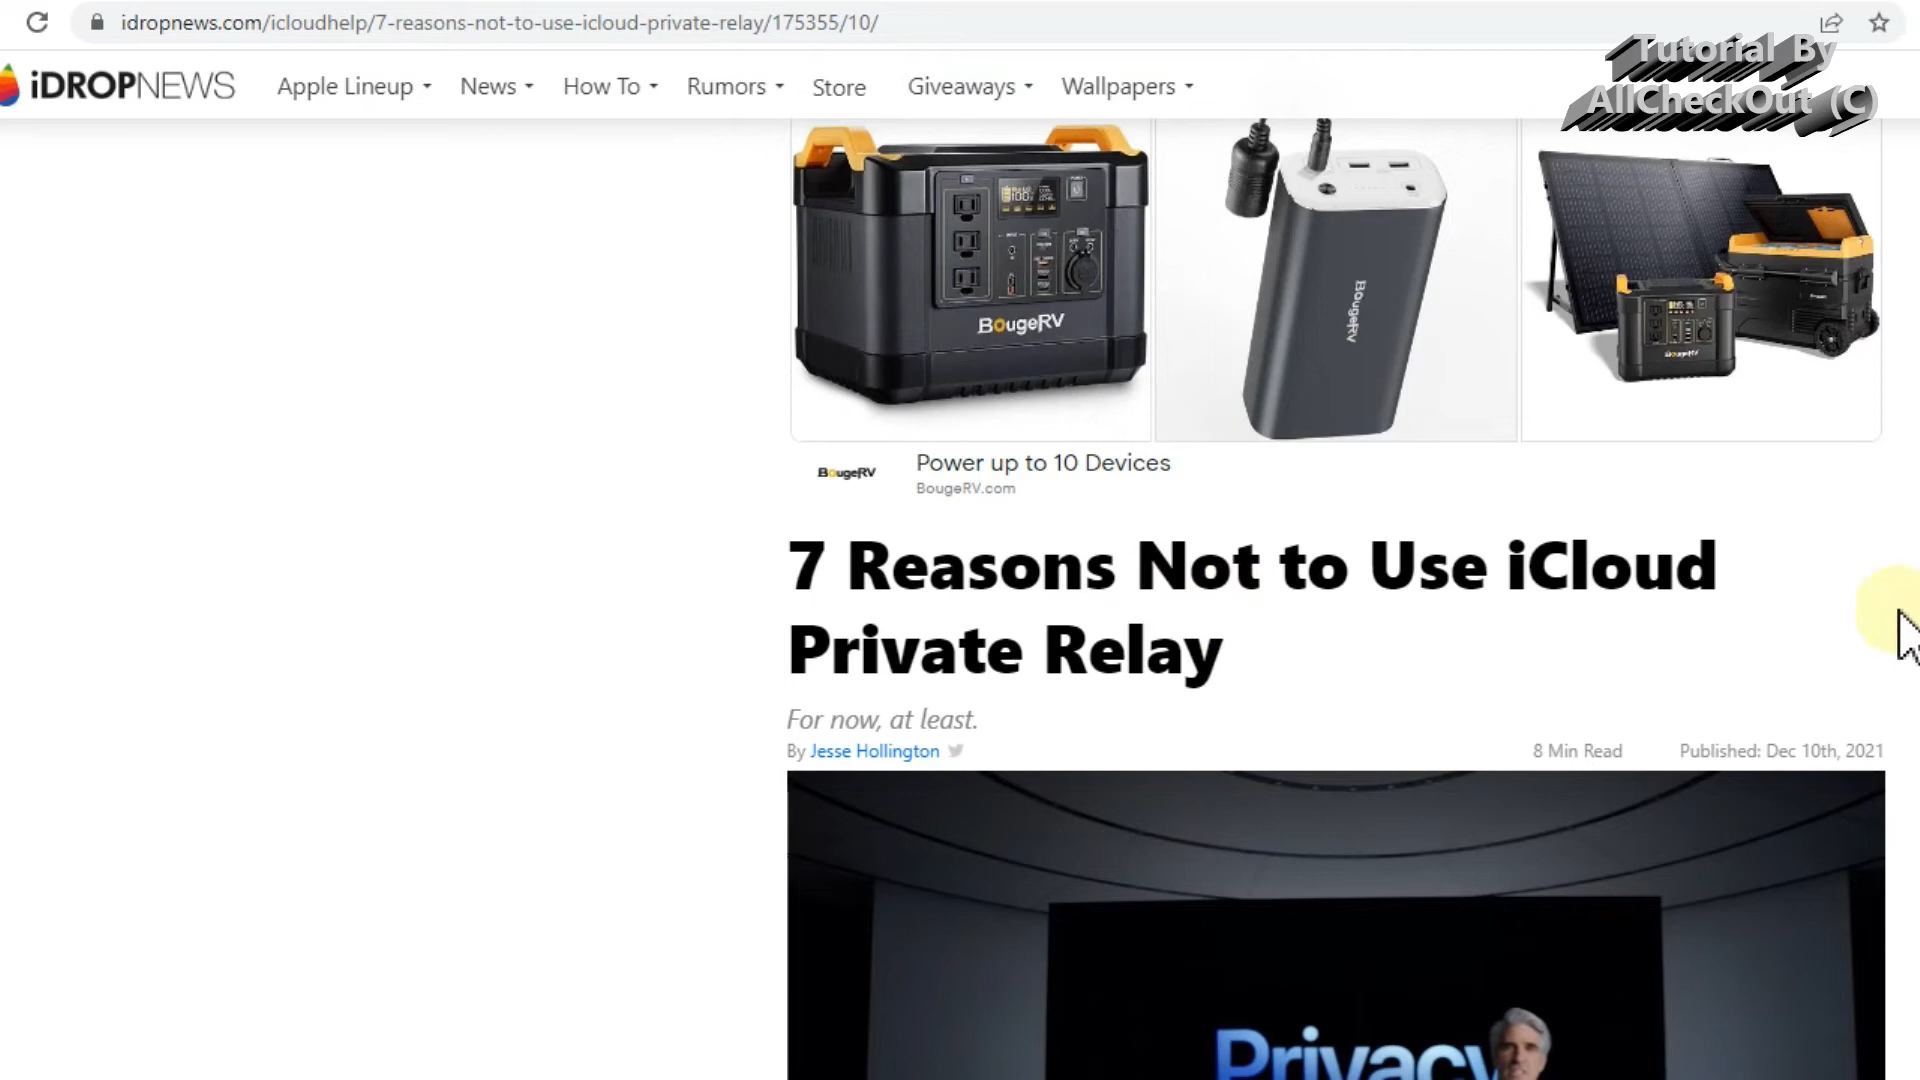 idropnews.com/icloudhelp/7-reasons-not-to-use-icloud-private-relay/175355/10/
Tutorial By
AllCheckOut (C)
iDROPNEWS
Apple Lineup
News
How To
Rumors
Store
Giveaways
Wallpapers
BougeRV
BougeRV
BougeRV
BougeRV
Power up to 10 Devices
BougeRV.com
7 Reasons Not to Use iCloud
Private Relay
For now, at least.
By Jesse Hollington
8 Min Read
Published: Dec 10th, 2021
Privacy